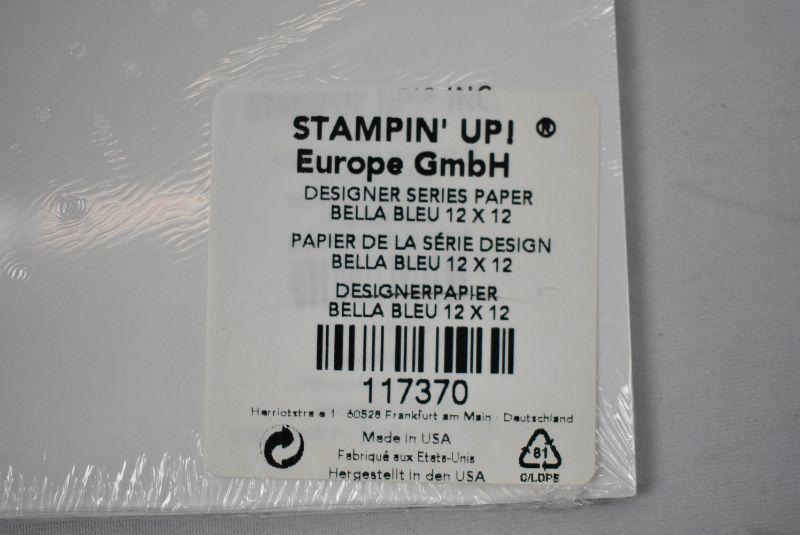 STAMPIN' UP! ®
Europe GmbH
DESIGNER SERIES PAPER
BELLA BLEU 12 X 12
PAPIER DE LA SÉRIE DESIGN
BELLA BLEU 12 X 12
DESIGNERPAPIER
BELLA BLEU 12 X 12
117370
Herriotstra e 1 · 60528 Frankfurt am Main · Deutschland
Made in USA
Fabriqué aux Etats-Unis
Hergestellt in den USA
81
C/LDPE